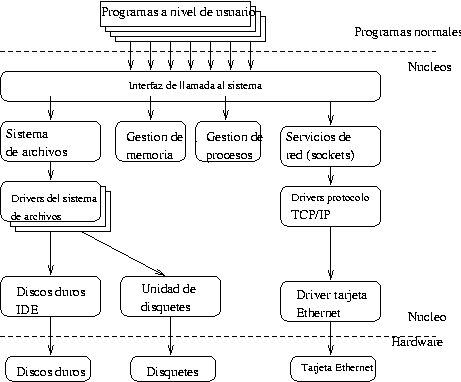 Programas a nivel de usuario
Programas normales
Nucleos
Interfaz de llamada al sistema
Sistema
de archivos
Gestion de
memoria
Gestion de
procesos
Servicios de
red (sockets)
Drivers del sistema
de archivos
Drivers protocolo
TCP/IP
Discos duros
IDE
Unidad de
disquetes
Driver tarjeta
Ethernet
Nucleo
Hardware
Discos duros
Disquetes
Tarjeta Ethernet